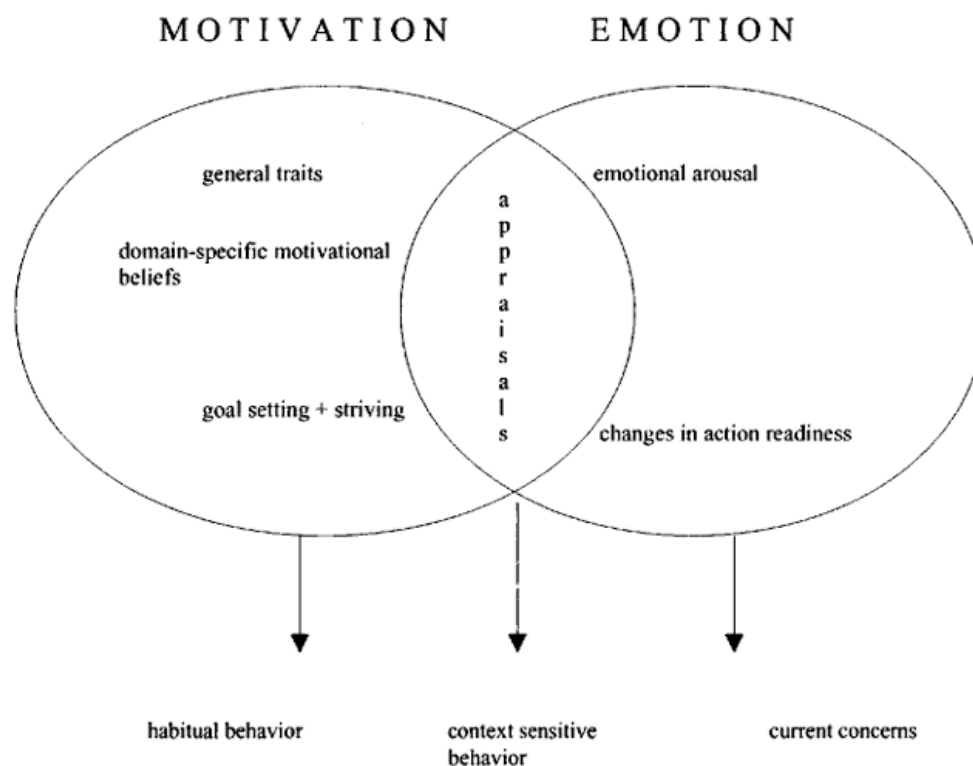 MOTIVATION EMOTION
general traits
emotional arousal
domain-specific motivational
beliefs
appraisals
goal setting + striving
changes in action readiness
habitual behavior
context sensitive
behavior
current concerns